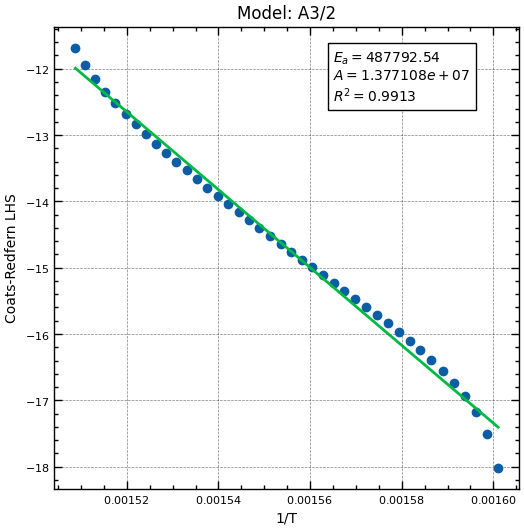 Model: A3/2
E_a = 487792.54
A = 1.377108e + 07
R^2 = 0.9913
Coats-Redfern LHS
−12
−13
−14
−15
−16
−17
−18
0.00152 0.00154 0.00156 0.00158 0.00160
1/T